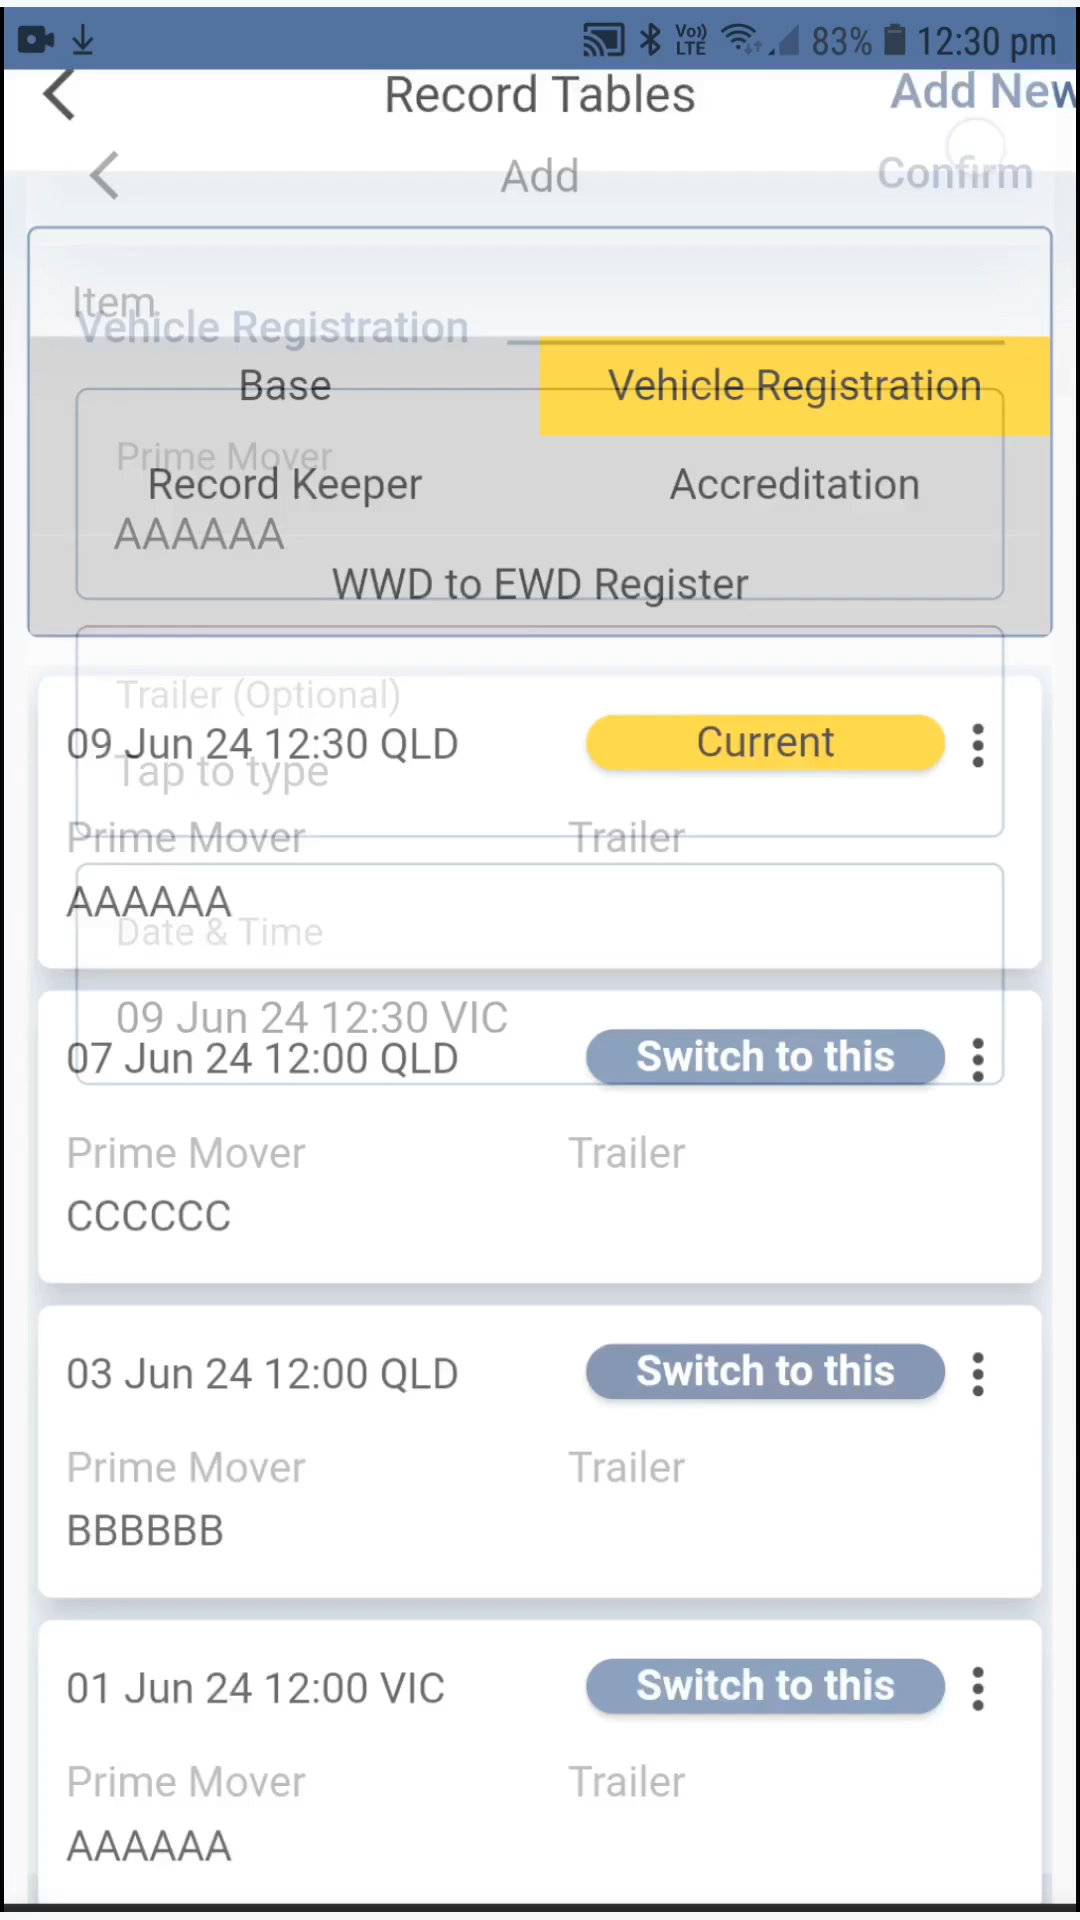 Vo)) LTE 83% 12:30 pm
Record Tables Add New
Add Confirm
Item
Vehicle Registration
Base Vehicle Registration
Prime Mover
Record Keeper Accreditation
AAAAAA
WWD to EWD Register
Trailer (Optional)
09 Jun 24 12:30 QLD Current
Tap to type
Prime Mover Trailer
AAAAAA
Date & Time
09 Jun 24 12:30 VIC
07 Jun 24 12:00 QLD Switch to this
Prime Mover Trailer
CCCCCC
03 Jun 24 12:00 QLD Switch to this
Prime Mover Trailer
BBBBBB
01 Jun 24 12:00 VIC Switch to this
Prime Mover Trailer
AAAAAA